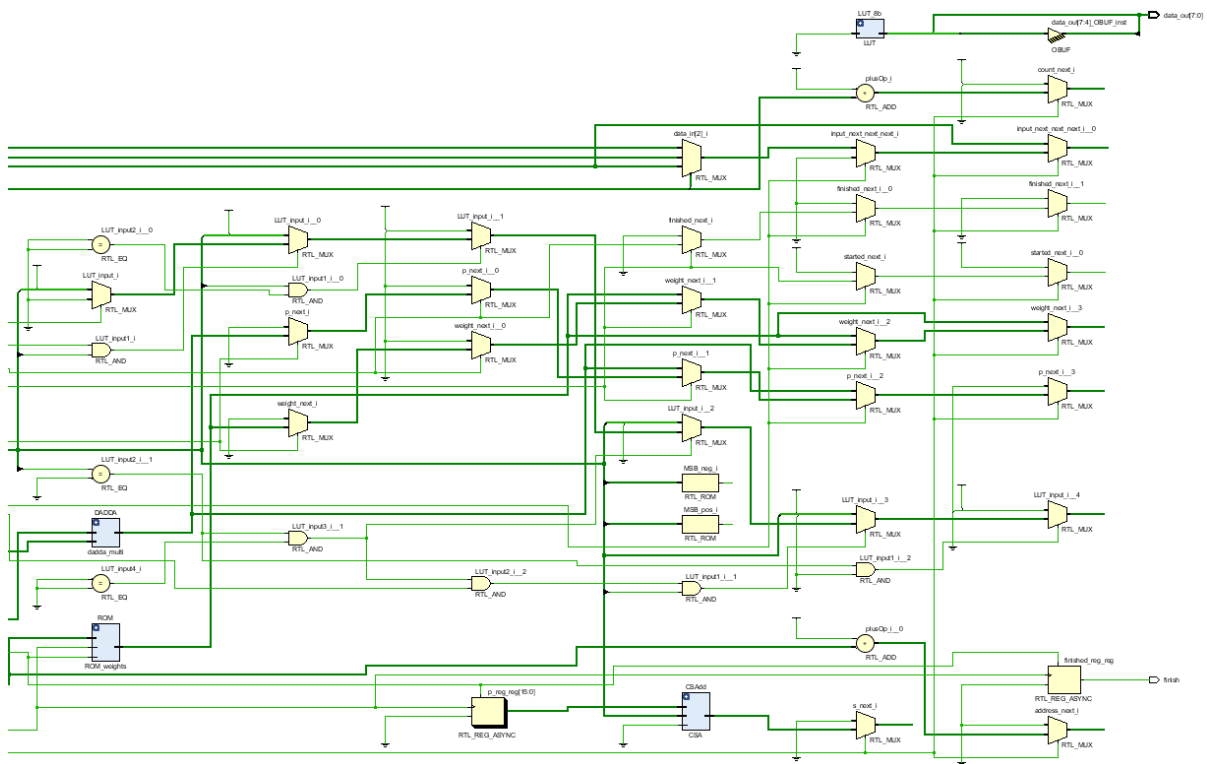 LUT_8b
LUT
data_out[7:4]_OBUF_inst
OBUF
data_out[7:0]
plusOp_i
RTL_ADD
count_next_i
RTL_MUX
data_in[2]_i
RTL_MUX
input_next_next_next_i
RTL_MUX
input_next_next_next_i__0
RTL_MUX
finished_next_i__0
RTL_MUX
finished_next_i__1
RTL_MUX
LUT_input2_i__0
RTL_EQ
LUT_input_i__0
RTL_MUX
LUT_input_i__1
RTL_MUX
finished_next_i
RTL_MUX
started_next_i
RTL_MUX
started_next_i__0
RTL_MUX
LUT_input_i
RTL_MUX
LUT_input1_i__0
RTL_AND
p_next_i__0
RTL_MUX
weight_next_i__1
RTL_MUX
LUT_input1_i
RTL_AND
p_next_i
RTL_MUX
weight_next_i__0
RTL_MUX
weight_next_i__2
RTL_MUX
weight_next_i__3
RTL_MUX
p_next_i__1
RTL_MUX
p_next_i__2
RTL_MUX
p_next_i__3
RTL_MUX
weight_next_i
RTL_MUX
LUT_input_i__2
RTL_MUX
LUT_input2_i__1
RTL_EQ
MSB_neg_i
RTL_ROM
MSB_pos_i
RTL_ROM
LUT_input_i__3
RTL_MUX
LUT_input_i__4
RTL_MUX
DADDA
dadda_multi
LUT_input3_i__1
RTL_AND
LUT_input1_i__2
RTL_AND
LUT_input4_i
RTL_EQ
LUT_input2_i__2
RTL_AND
LUT_input1_i__1
RTL_AND
ROM
ROM_weights
plusOp_i__0
RTL_ADD
finished_reg_reg
RTL_REG_ASYNC
finish
p_reg_reg[15:0]
RTL_REG_ASYNC
CSAdd
CSA
s_next_i
RTL_MUX
address_next_i
RTL_MUX